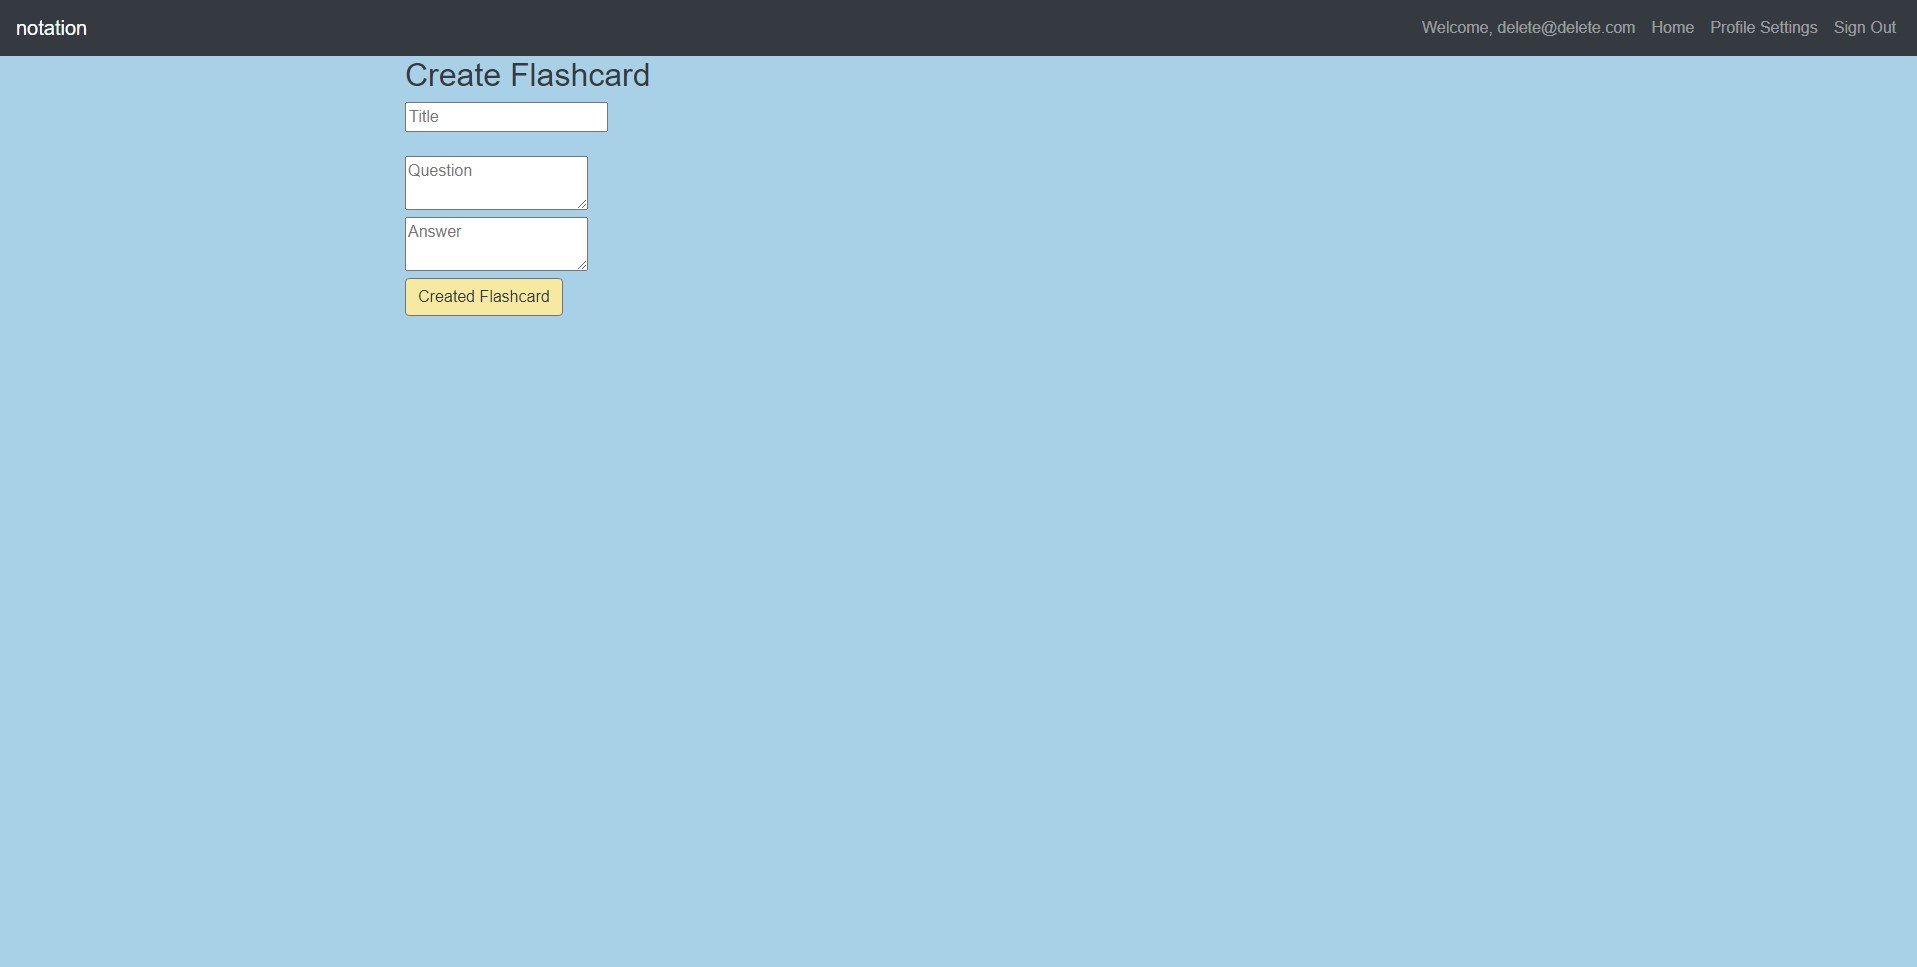 notation
Welcome, delete@delete.com Home Profile Settings Sign Out
Create Flashcard
Title
Question
Answer
Created Flashcard